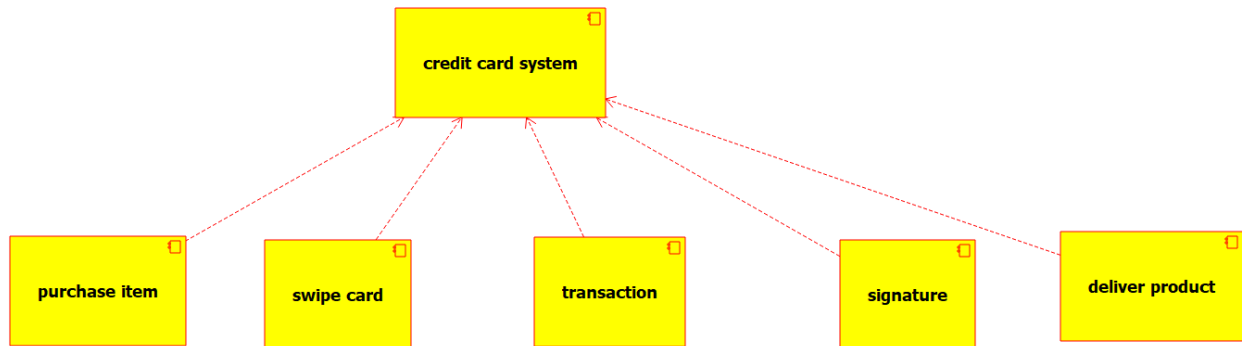 credit card system
purchase item
swipe card
transaction
signature
deliver product